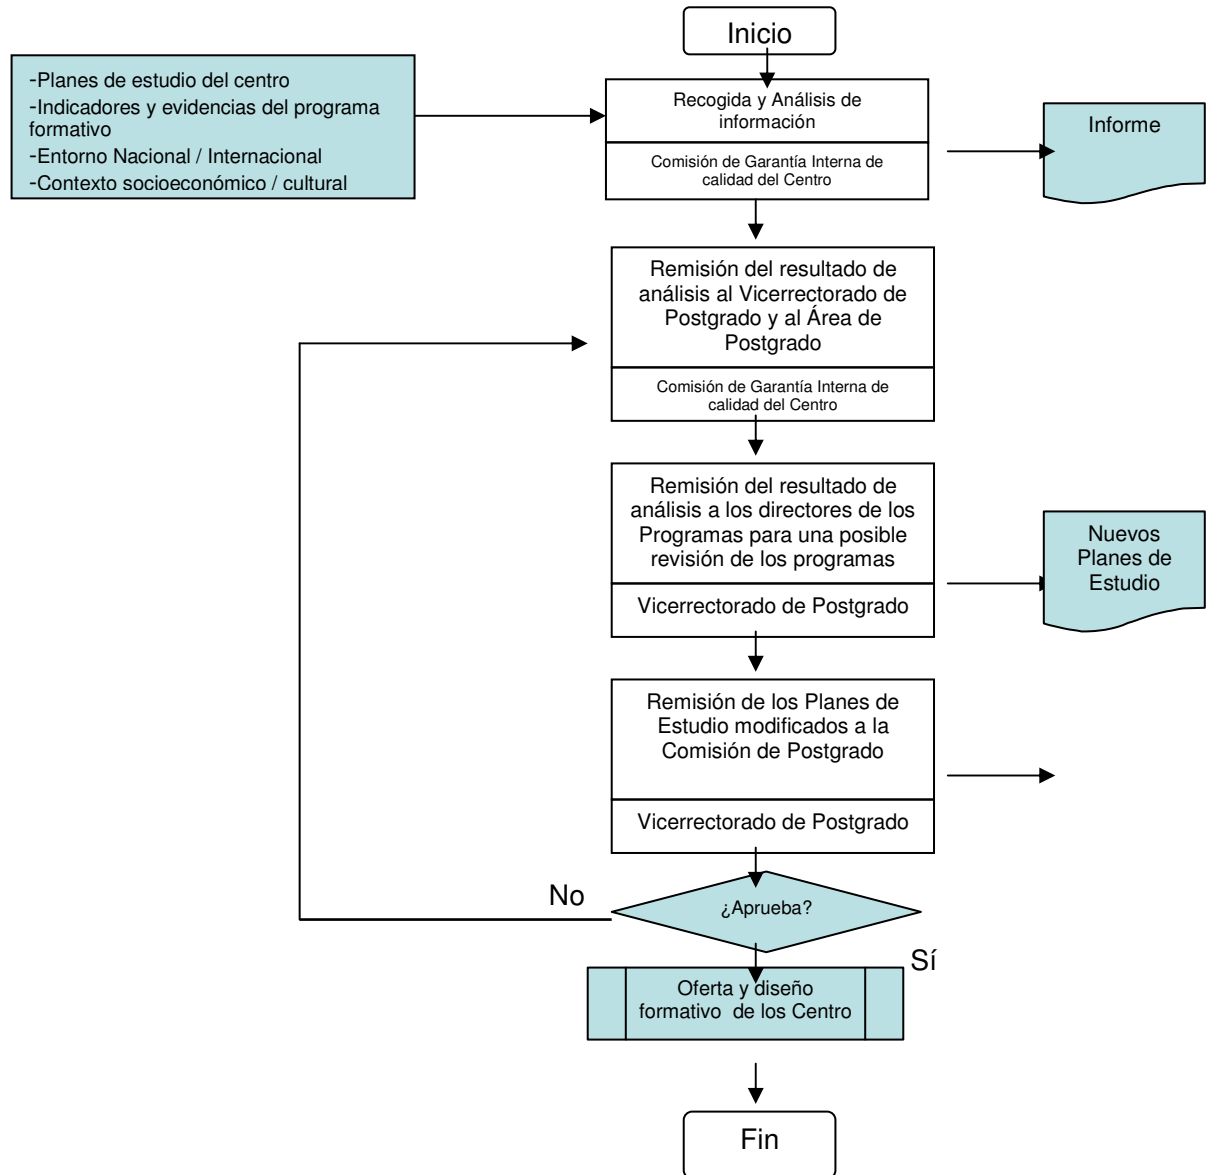 Inicio
-Planes de estudio del centro
-Indicadores y evidencias del programa
formativo
-Entorno Nacional / Internacional
-Contexto socioeconómico / cultural
Recogida y Análisis de
información
Comisión de Garantía Interna de
calidad del Centro
Informe
Remisión del resultado de
análisis al Vicerrectorado de
Postgrado y al Área de
Postgrado
Comisión de Garantía Interna de
calidad del Centro
Remisión del resultado de
análisis a los directores de los
Programas para una posible
revisión de los programas
Vicerrectorado de Postgrado
Nuevos
Planes de
Estudio
Remisión de los Planes de
Estudio modificados a la
Comisión de Postgrado
Vicerrectorado de Postgrado
No
¿Aprueba?
Sí
Oferta y diseño
formativo de los Centro
Fin